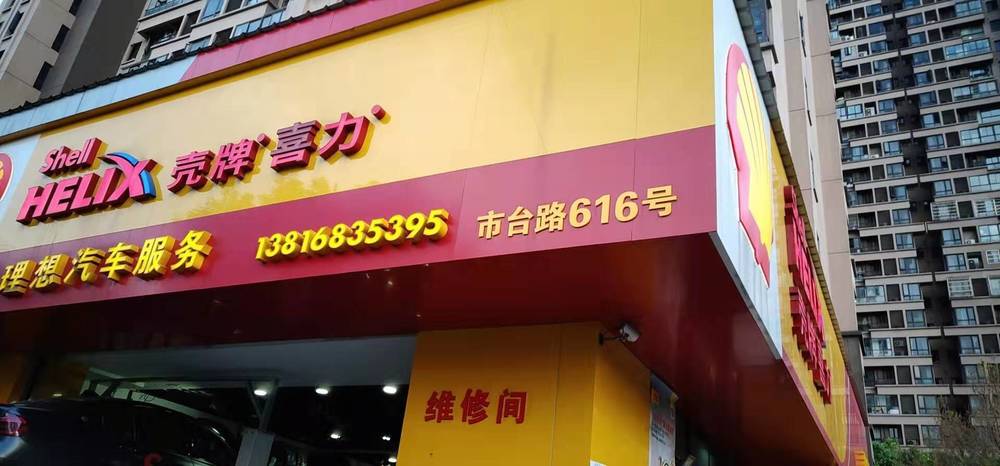 Shell
HELIX 壳牌·喜力·
理想汽车服务 13816835395 市台路616号
维修间